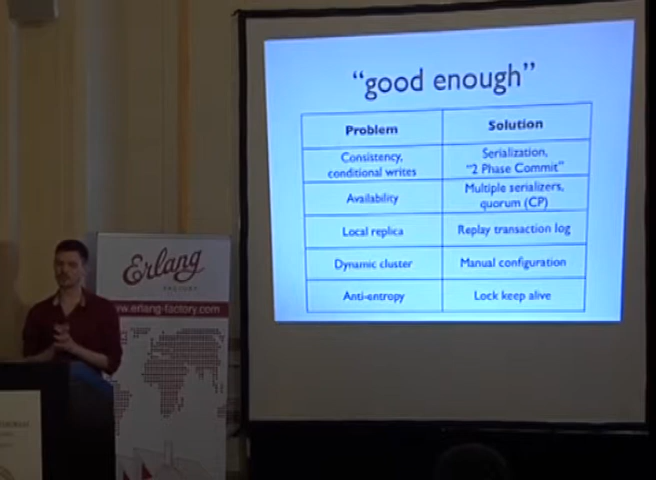 "good enough"
Problem
Solution
Consistency,
conditional writes
Serialization,
"2 Phase Commit"
Availability
Multiple serializers,
quorum (CP)
Local replica
Replay transaction log
Dynamic cluster
Manual configuration
Anti-entropy
Lock keep alive
Erlang
FACTORY
www.erlang-factory.com